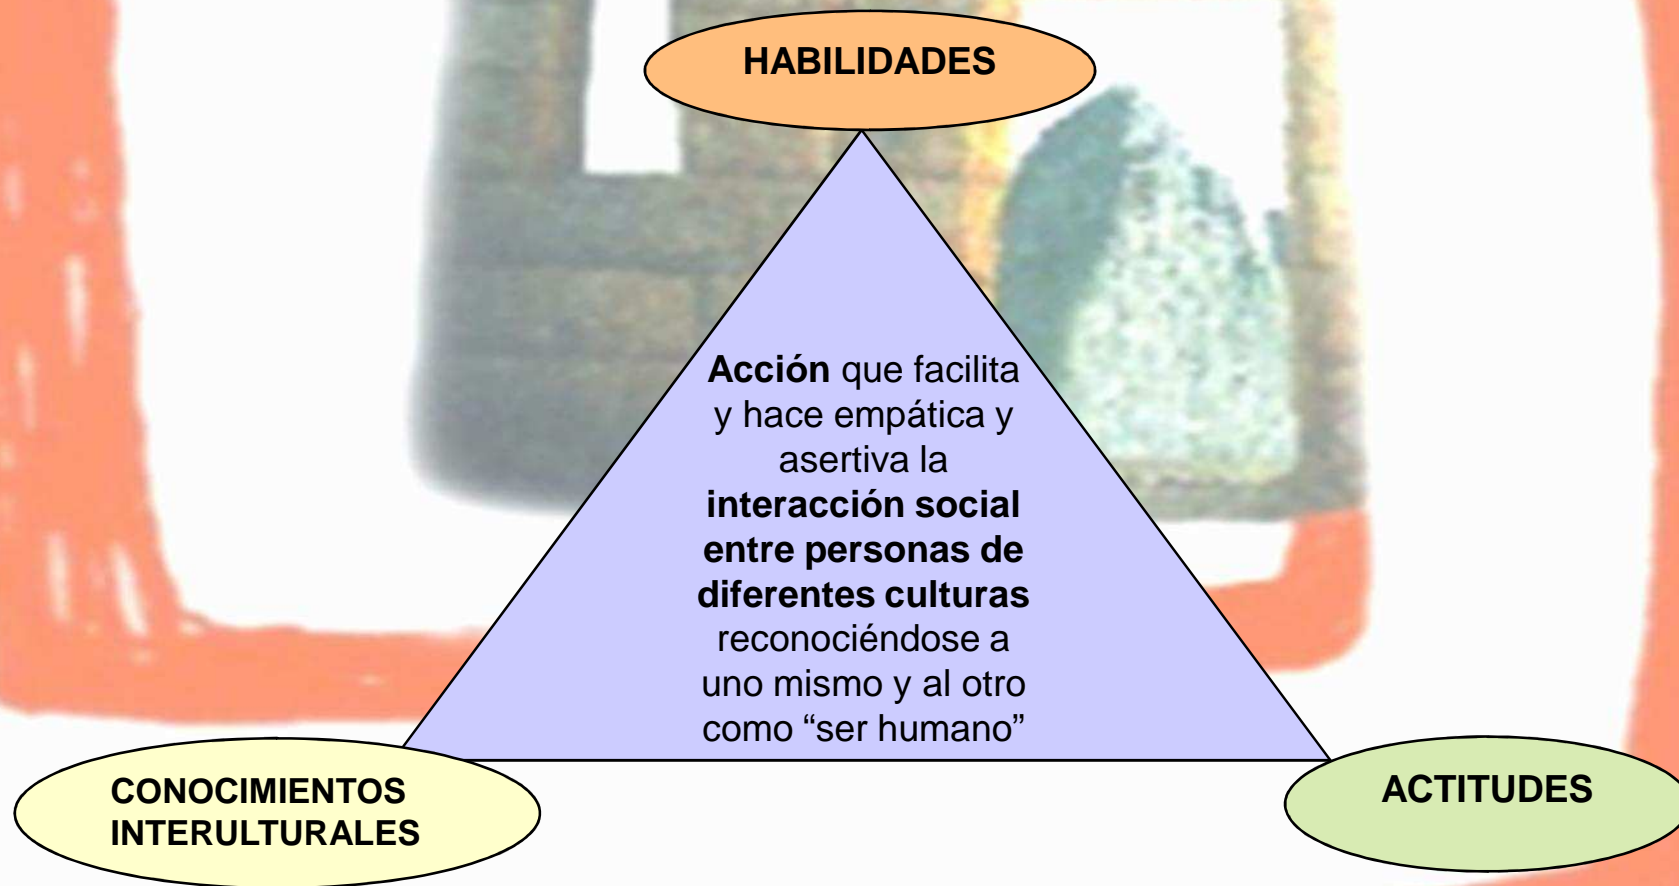 HABILIDADES
Acción que facilita
y hace empática y
asertiva la
interacción social
entre personas de
diferentes culturas
reconociéndose a
uno mismo y al otro
como “ser humano”
CONOCIMIENTOS
INTERULTURALES
ACTITUDES